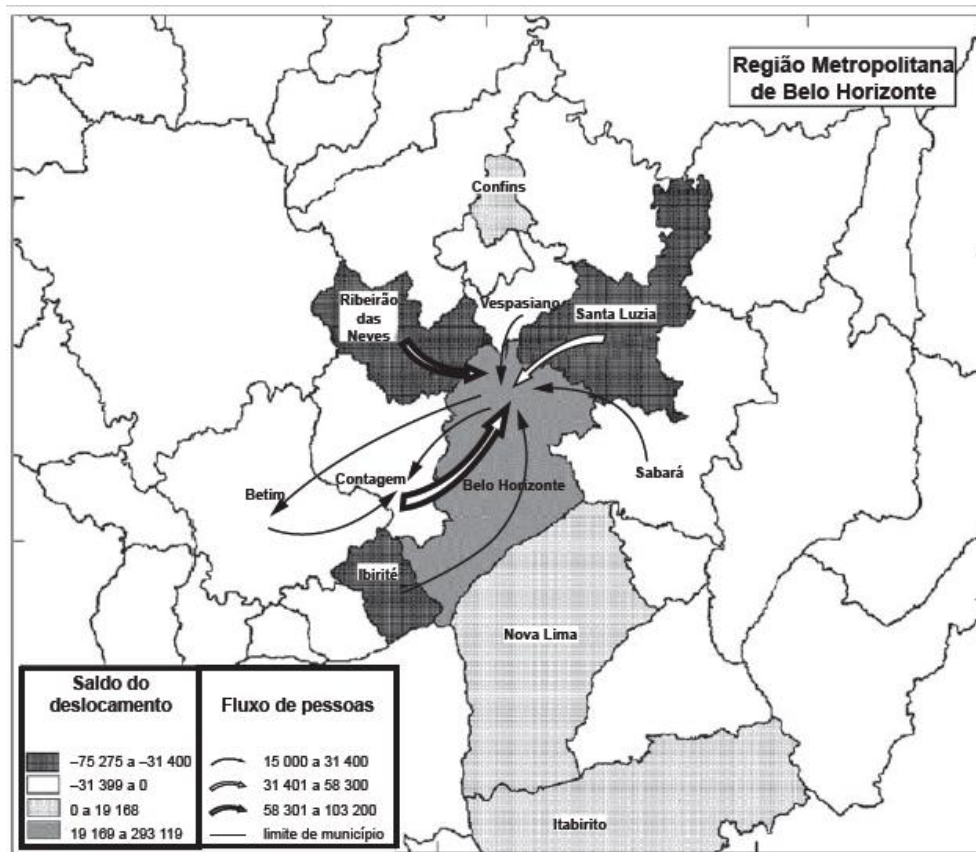 Região Metropolitana
de Belo Horizonte
Confins
Ribeirão
das
Neves
Vespasiano
Santa Luzia
Contagem
Betim
Belo Horizonte
Sabará
Ibirité
Nova Lima
Itabirito
Saldo do
deslocamento
–75 275 a –31 400
–31 399 a 0
0 a 19 168
19 169 a 293 119
Fluxo de pessoas
15 000 a 31 400
31 401 a 58 300
58 301 a 103 200
limite de município